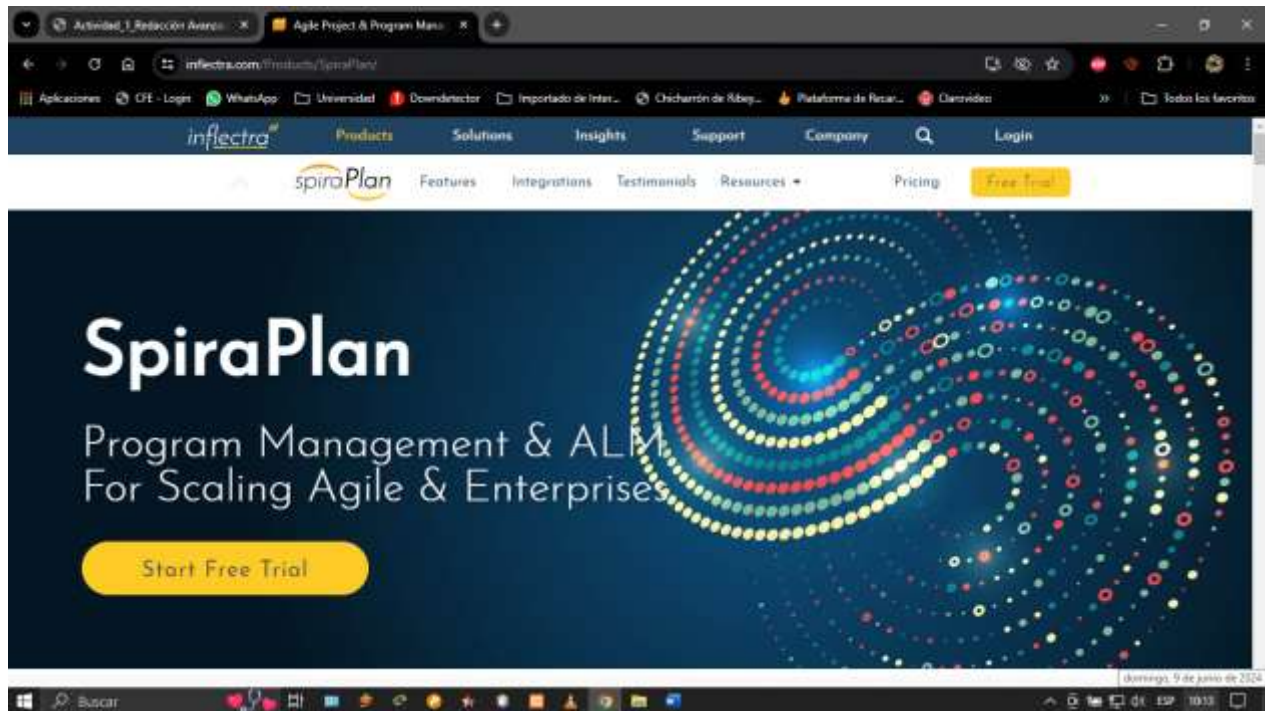 Actividad_1_Redacción Avanza
Agile Project & Program Mana
inflectra.com/Products/SpiraPlan/
Aplicaciones CFE - Login WhatsApp Universidad Downdetector Importado de Inter... Chicharrón de Ribey... Plataforma de Recar... Clarovideo » Todos los favoritos
inflectra Products Solutions Insights Support Company Login
spiraPlan Features Integrations Testimonials Resources Pricing Free Trial
SpiraPlan
Program Management & ALM
For Scaling Agile & Enterprises
Start Free Trial
domingo, 9 de junio de 2024
Buscar ESP 10:13